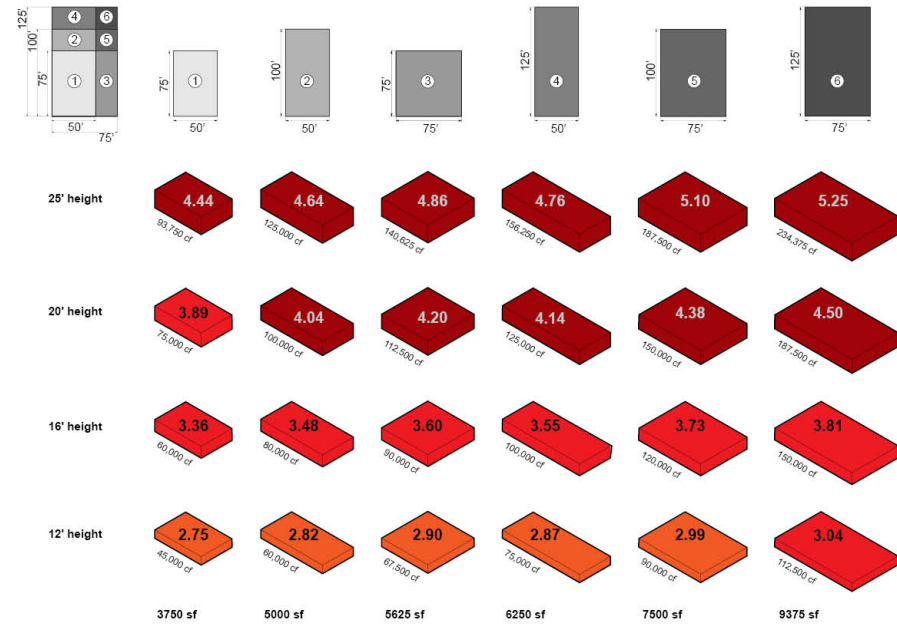 125'
100'
75'
4
6
2
5
1
3
50'
75'
75'
1
50'
100'
2
50'
75'
3
75'
125'
4
50'
100'
5
75'
125'
6
75'
25' height
4.44
93,750 cf
4.64
125,000 cf
4.86
140,625 cf
4.76
156,250 cf
5.10
187,500 cf
5.25
234,375 cf
20' height
3.89
75,000 cf
4.04
100,000 cf
4.20
112,500 cf
4.14
125,000 cf
4.38
150,000 cf
4.50
187,500 cf
16' height
3.36
60,000 cf
3.48
80,000 cf
3.60
90,000 cf
3.55
100,000 cf
3.73
120,000 cf
3.81
150,000 cf
12' height
2.75
45,000 cf
2.82
60,000 cf
2.90
67,500 cf
2.87
75,000 cf
2.99
90,000 cf
3.04
112,500 cf
3750 sf
5000 sf
5625 sf
6250 sf
7500 sf
9375 sf